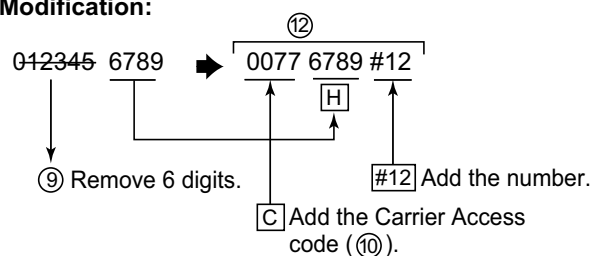 Modification:
⑫
012345 6789 0077 6789 #12
H
⑨ Remove 6 digits.
#12 Add the number.
C Add the Carrier Access
code (⑩).